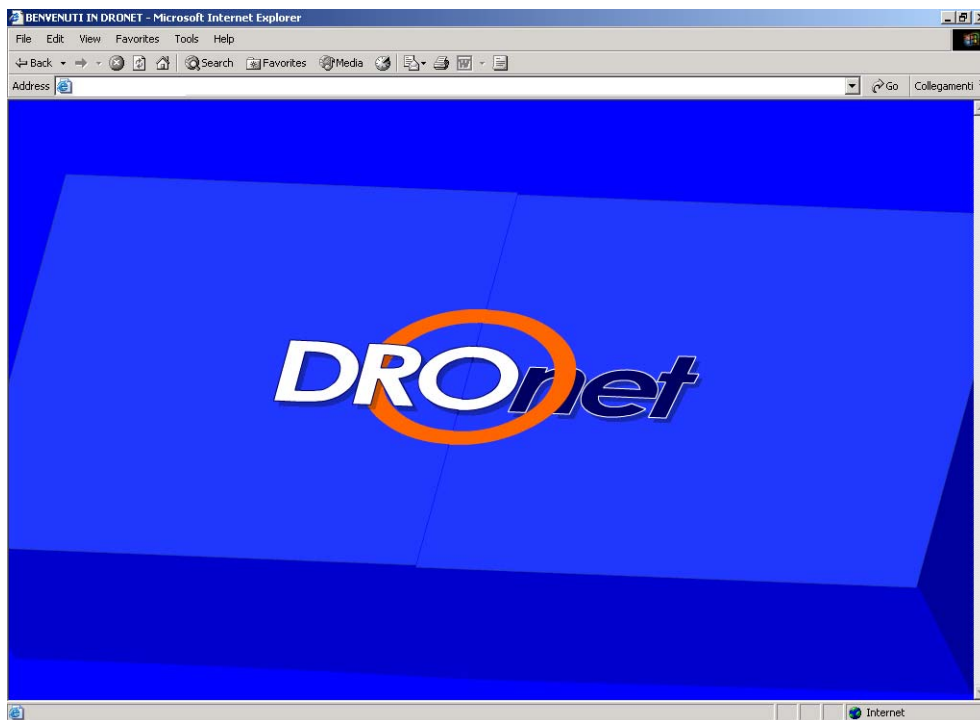 BENVENUTI IN DRONET - Microsoft Internet Explorer
File Edit View Favorites Tools Help
Back Search Favorites Media
Address Go Collegamenti
DROnet
Internet